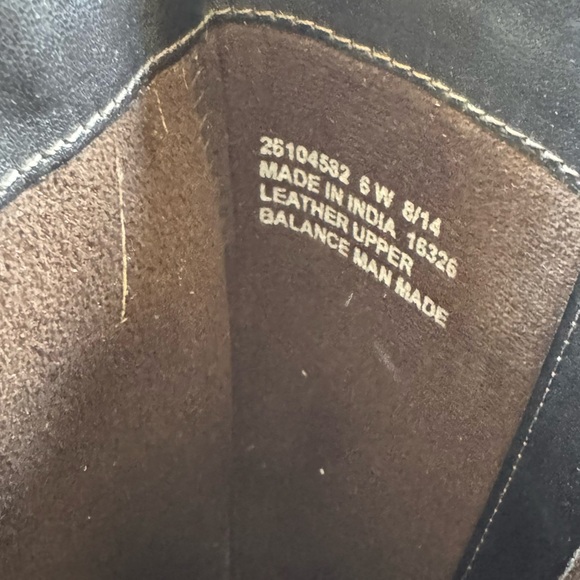 26104582 6 W 8/14
MADE IN INDIA 16326
LEATHER UPPER
BALANCE MAN MADE